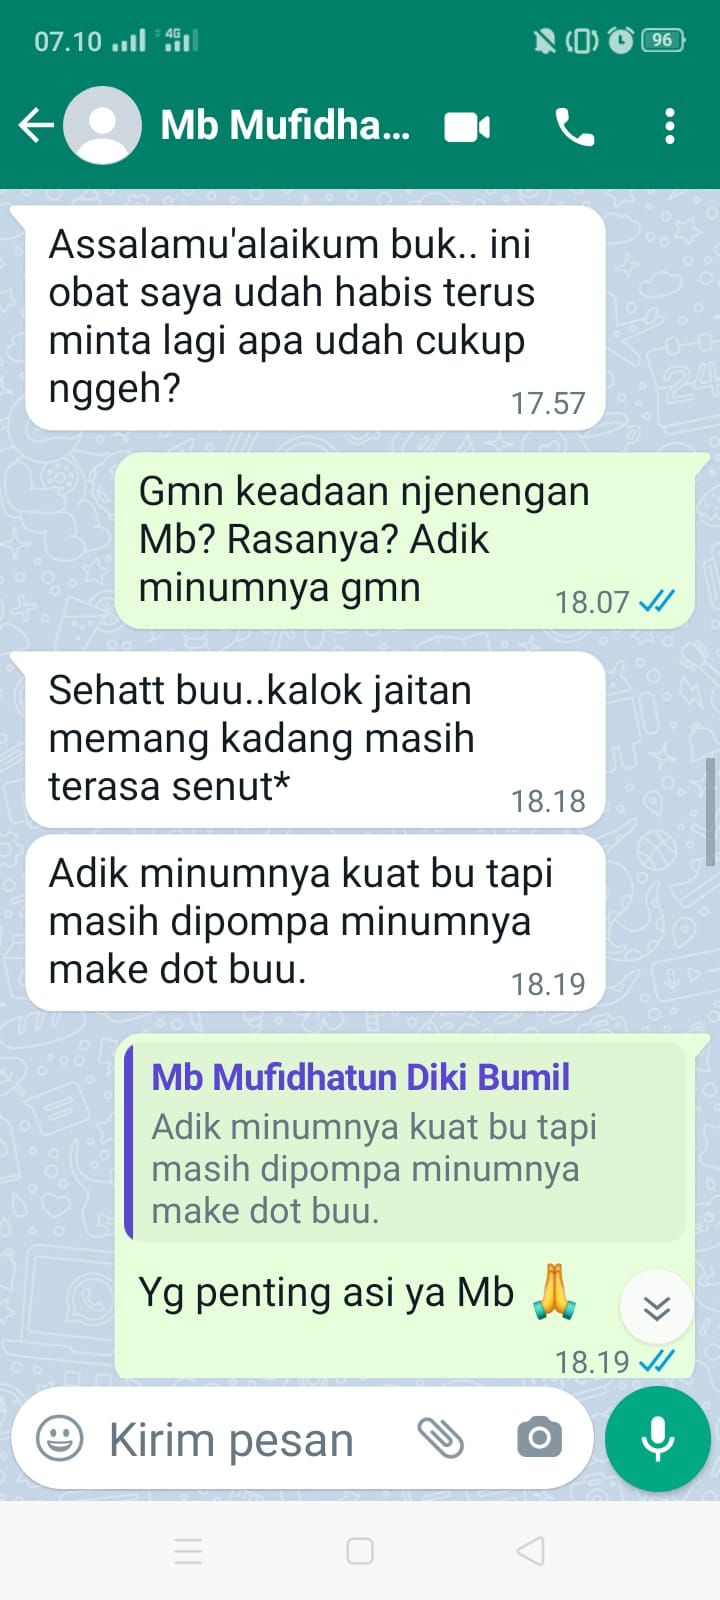 07.10
4G
96
Mb Mufidha...
Assalamu'alaikum buk.. ini
obat saya udah habis terus
minta lagi apa udah cukup
nggeh?
17.57
Gmn keadaan njenengan
Mb? Rasanya? Adik
minumnya gmn
18.07
Sehatt buu..kalok jaitan
memang kadang masih
terasa senut*
18.18
Adik minumnya kuat bu tapi
masih dipompa minumnya
make dot buu.
18.19
Mb Mufidhatun Diki Bumil
Adik minumnya kuat bu tapi
masih dipompa minumnya
make dot buu.
Yg penting asi ya Mb 🙏
18.19
Kirim pesan